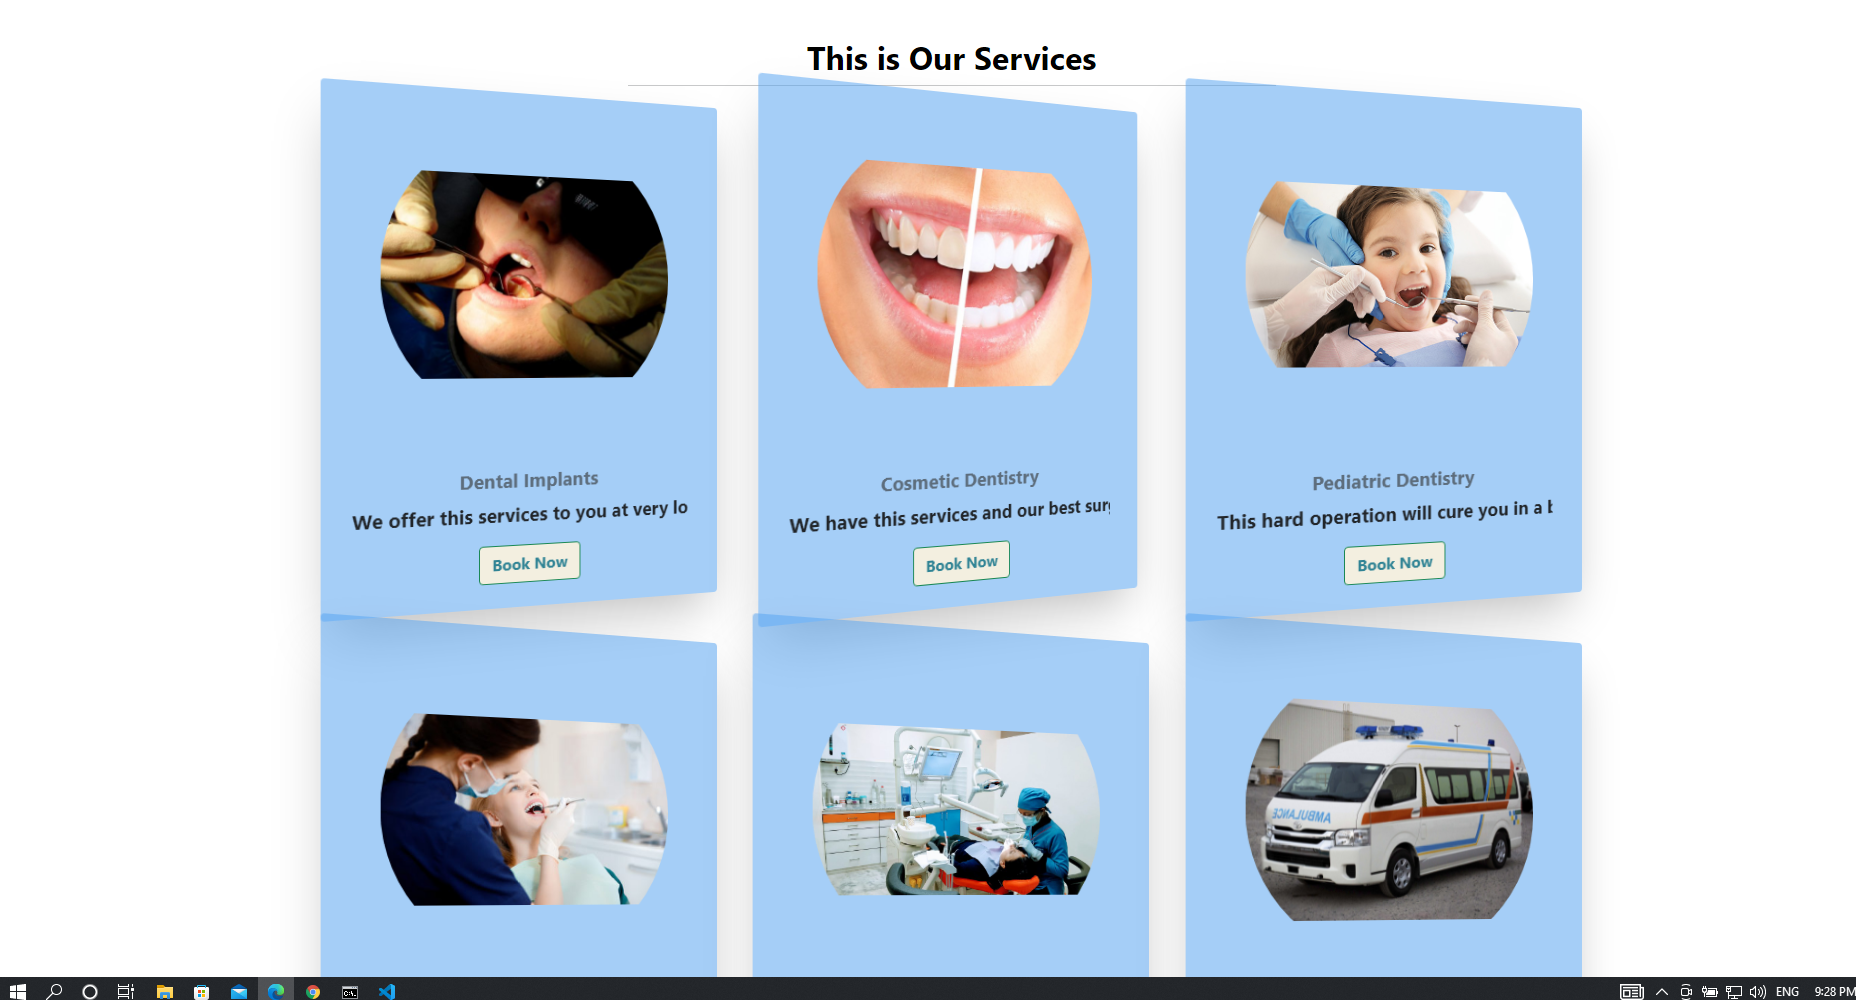 This is Our Services
Dental Implants
We offer this services to you at very lo
Book Now
Cosmetic Dentistry
We have this services and our best sur
Book Now
Pediatric Dentistry
This hard operation will cure you in a
Book Now
AMBULANCE
ENG
9:28 PM